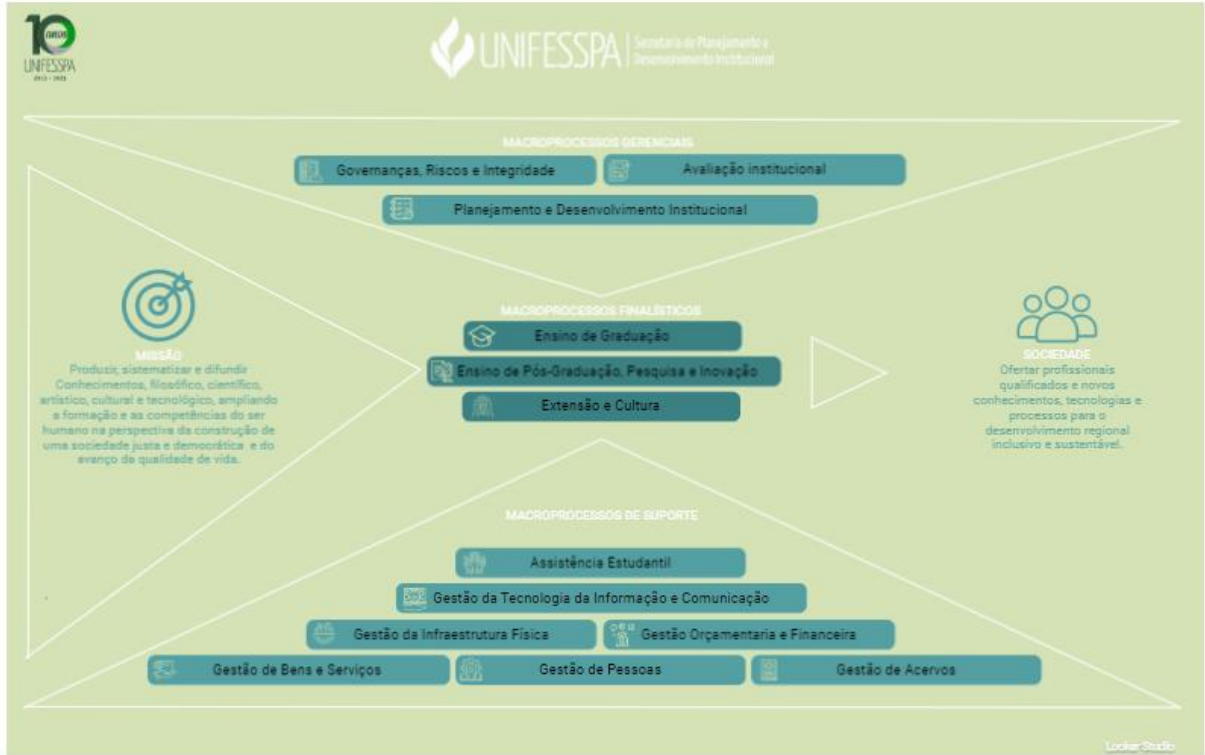 10
anos
UNIFESSPA
2013 - 2023
UNIFESSPA
Secretaria de Planejamento e
Desenvolvimento Institucional
MACROPROCESSOS GERENCIAIS
Governanças, Riscos e Integridade
Avaliação institucional
Planejamento e Desenvolvimento Institucional
MISSÃO
Produzir, sistematizar e difundir
Conhecimentos, filosófico, científico,
artístico, cultural e tecnológico, ampliando
a formação e as competências do ser
humano na perspectiva da construção de
uma sociedade justa e democrática e do
avanço da qualidade de vida.
MACROPROCESSOS FINALÍSTICOS
Ensino de Graduação
Ensino de Pós-Graduação, Pesquisa e Inovação
Extensão e Cultura
SOCIEDADE
Ofertar profissionais
qualificados e novos
conhecimentos, tecnologias e
processos para o
desenvolvimento regional
inclusivo e sustentável.
MACROPROCESSOS DE SUPORTE
Assistência Estudantil
Gestão da Tecnologia da Informação e Comunicação
Gestão da Infraestrutura Física
Gestão Orçamentaria e Financeira
Gestão de Bens e Serviços
Gestão de Pessoas
Gestão de Acervos
Looker Studio